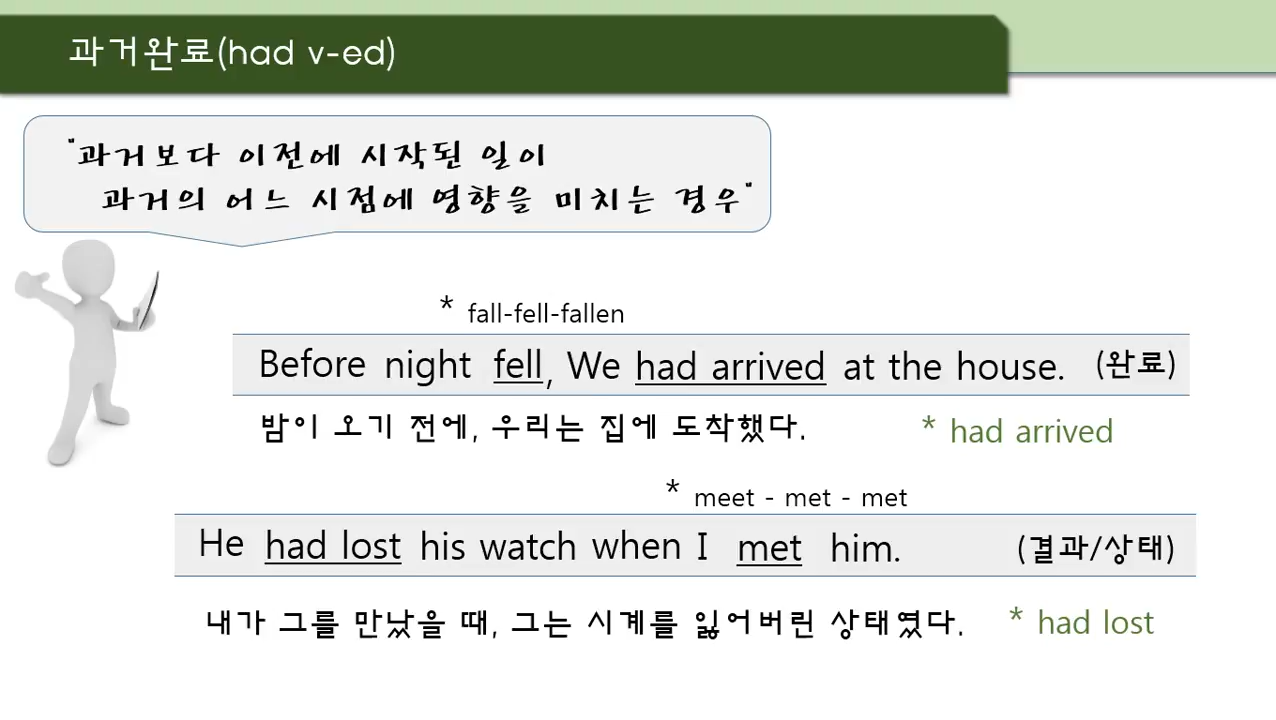 과거완료(had v-ed)
"과거보다 이전에 시작된 일이
과거의 어느 시점에 영향을 미치는 경우"
* fall-fell-fallen
Before night fell, We had arrived at the house. (완료)
밤이 오기 전에, 우리는 집에 도착했다. * had arrived
* meet - met - met
He had lost his watch when I met him. (결과/상태)
내가 그를 만났을 때, 그는 시계를 잃어버린 상태였다. * had lost